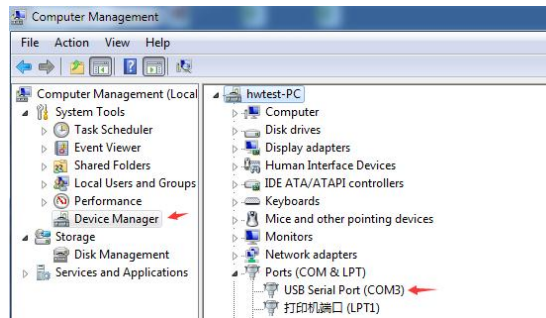 Computer Management
File Action View Help
Computer Management (Local
System Tools
Task Scheduler
Event Viewer
Shared Folders
Local Users and Groups
Performance
Device Manager
Storage
Disk Management
Services and Applications
hwtest-PC
Computer
Disk drives
Display adapters
Human Interface Devices
IDE ATA/ATAPI controllers
Keyboards
Mice and other pointing devices
Monitors
Network adapters
Ports (COM & LPT)
USB Serial Port (COM3)
打印机端口 (LPT1)